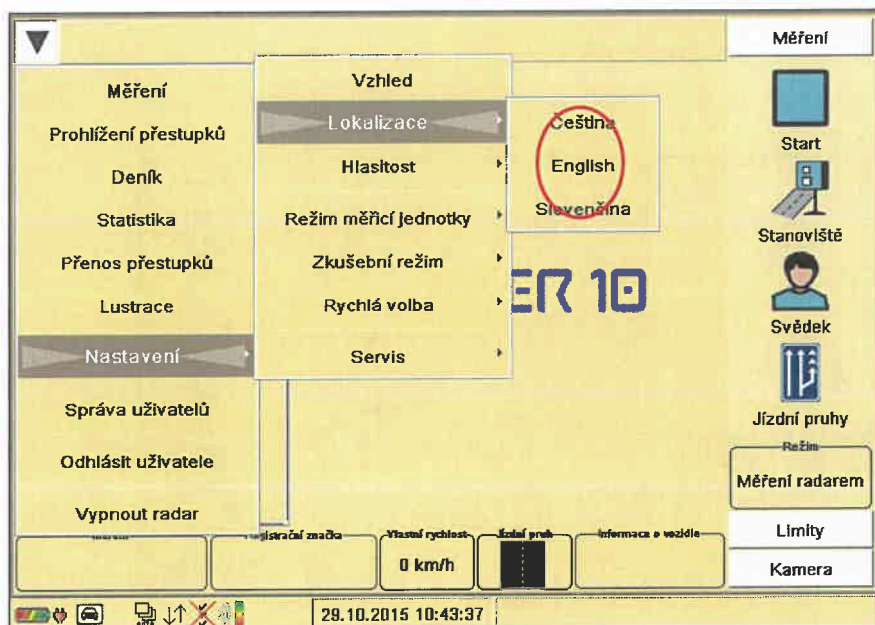 Měření
Prohlížení přestupků
Deník
Statistika
Přenos přestupků
Lustrace
Nastavení
Správa uživatelů
Odhlásit uživatele
Vypnout radar
Vzhled
Lokalizace
Hlasitost
Režim měřicí jednotky
Zkušební režim
Rychlá volba
Servis
Čeština
English
Slovenčina
ER 10
Měření
Start
Stanoviště
Svědek
Jízdní pruhy
Režim
Měření radarem
Limity
Kamera
značka
Vlastní rychlost
0 km/h
Jízdní pruh
Informace o vozidle
29.10.2015 10:43:37